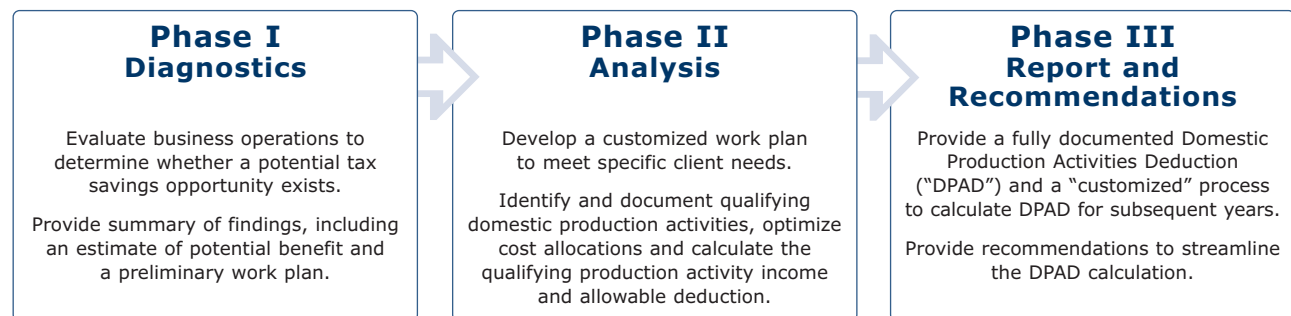 Phase I
Diagnostics
Evaluate business operations to
determine whether a potential tax
savings opportunity exists.
Provide summary of findings, including
an estimate of potential benefit and
a preliminary work plan.
Phase II
Analysis
Develop a customized work plan
to meet specific client needs.
Identify and document qualifying
domestic production activities, optimize
cost allocations and calculate the
qualifying production activity income
and allowable deduction.
Phase III
Report and
Recommendations
Provide a fully documented Domestic
Production Activities Deduction
(“DPAD”) and a “customized” process
to calculate DPAD for subsequent years.
Provide recommendations to streamline
the DPAD calculation.